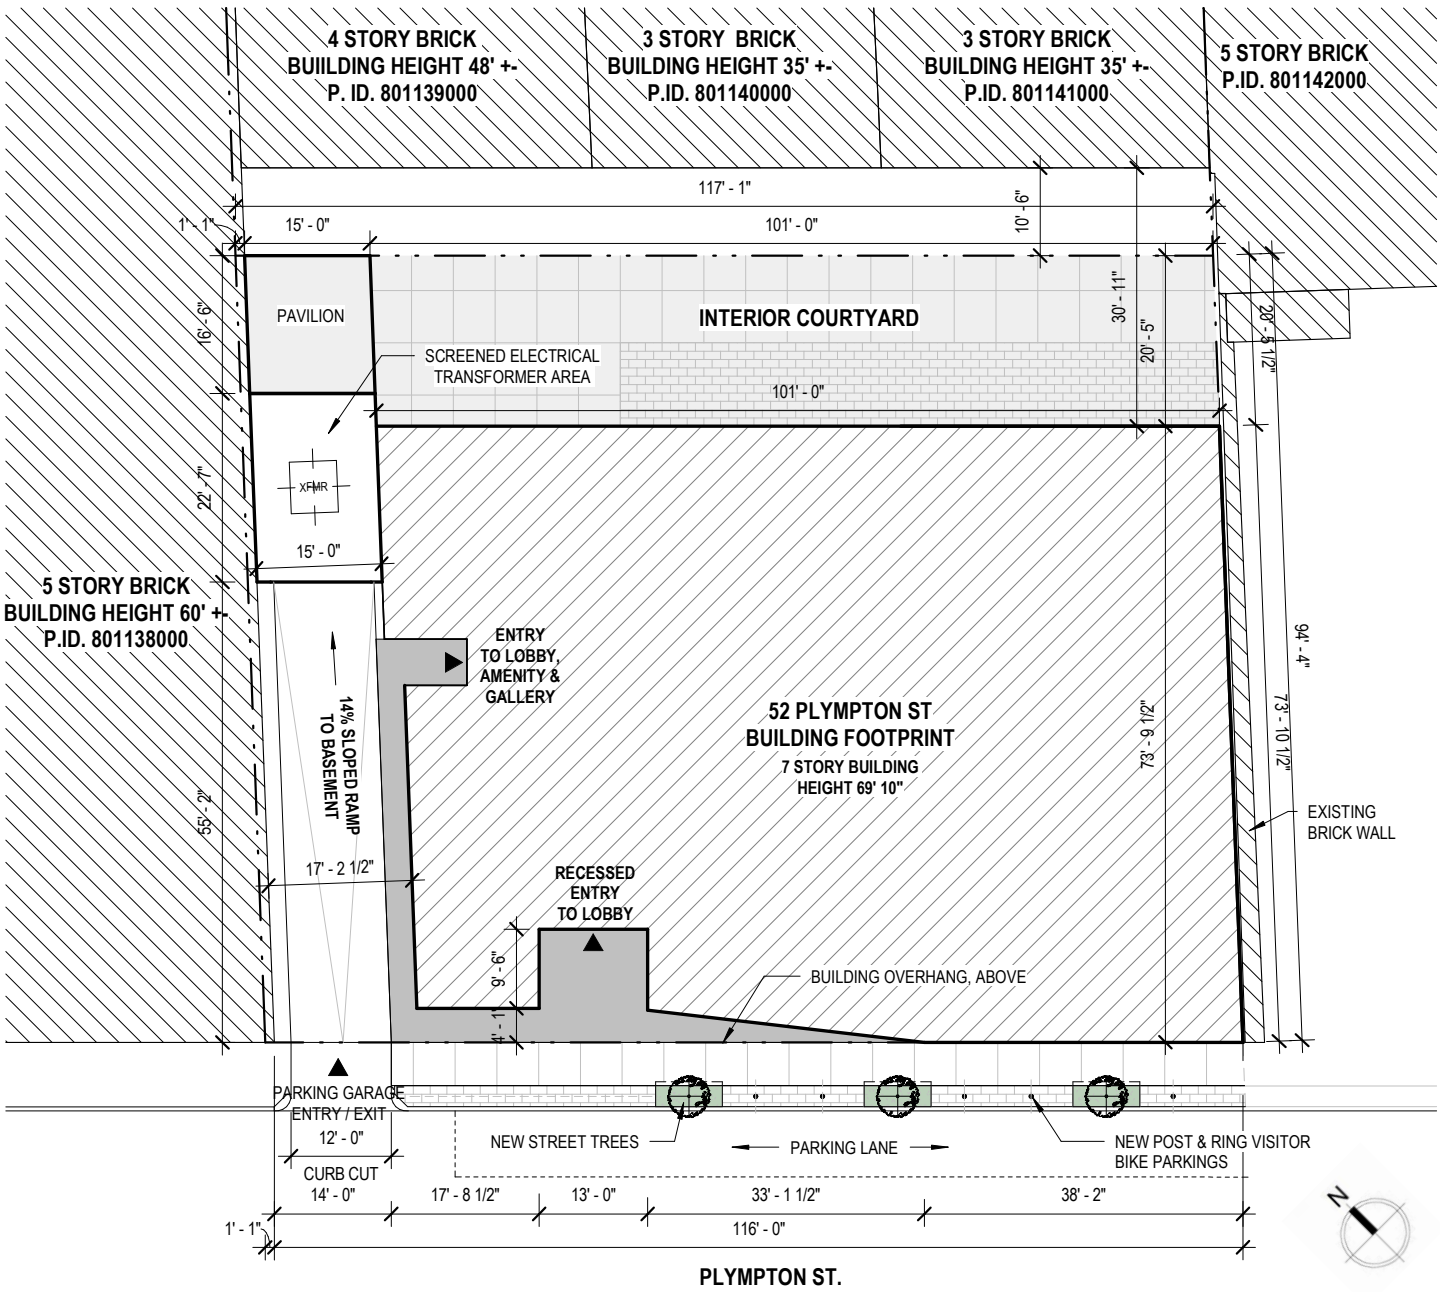 4 STORY BRICK
BUIILDING HEIGHT 48' +-
P. ID. 801139000
3 STORY BRICK
BUILDING HEIGHT 35' +-
P.ID. 801140000
3 STORY BRICK
BUILDING HEIGHT 35' +-
P.ID. 801141000
5 STORY BRICK
P.ID. 801142000
117' - 1"
1' - 1"
15' - 0"
101' - 0"
10' - 6"
30' - 11"
20' - 5"
20' - 5 1/2"
16' - 6"
PAVILION
INTERIOR COURTYARD
SCREENED ELECTRICAL
TRANSFORMER AREA
101' - 0"
22' - 7"
XFMR
15' - 0"
5 STORY BRICK
BUILDING HEIGHT 60' +-
P.ID. 801138000
ENTRY
TO LOBBY,
AMENITY &
GALLERY
14% SLOPED RAMP
TO BASEMENT
52 PLYMPTON ST
BUILDING FOOTPRINT
7 STORY BUILDING
HEIGHT 69' 10"
73' - 9 1/2"
94' - 4"
73' - 10 1/2"
55' - 2"
EXISTING
BRICK WALL
17' - 2 1/2"
RECESSED
ENTRY
TO LOBBY
9' - 6"
4' - 1"
BUILDING OVERHANG, ABOVE
PARKING GARAGE
ENTRY / EXIT
12' - 0"
CURB CUT
NEW STREET TREES
PARKING LANE
NEW POST & RING VISITOR
BIKE PARKINGS
14' - 0"
17' - 8 1/2"
13' - 0"
33' - 1 1/2"
38' - 2"
1' - 1"
116' - 0"
N
PLYMPTON ST.